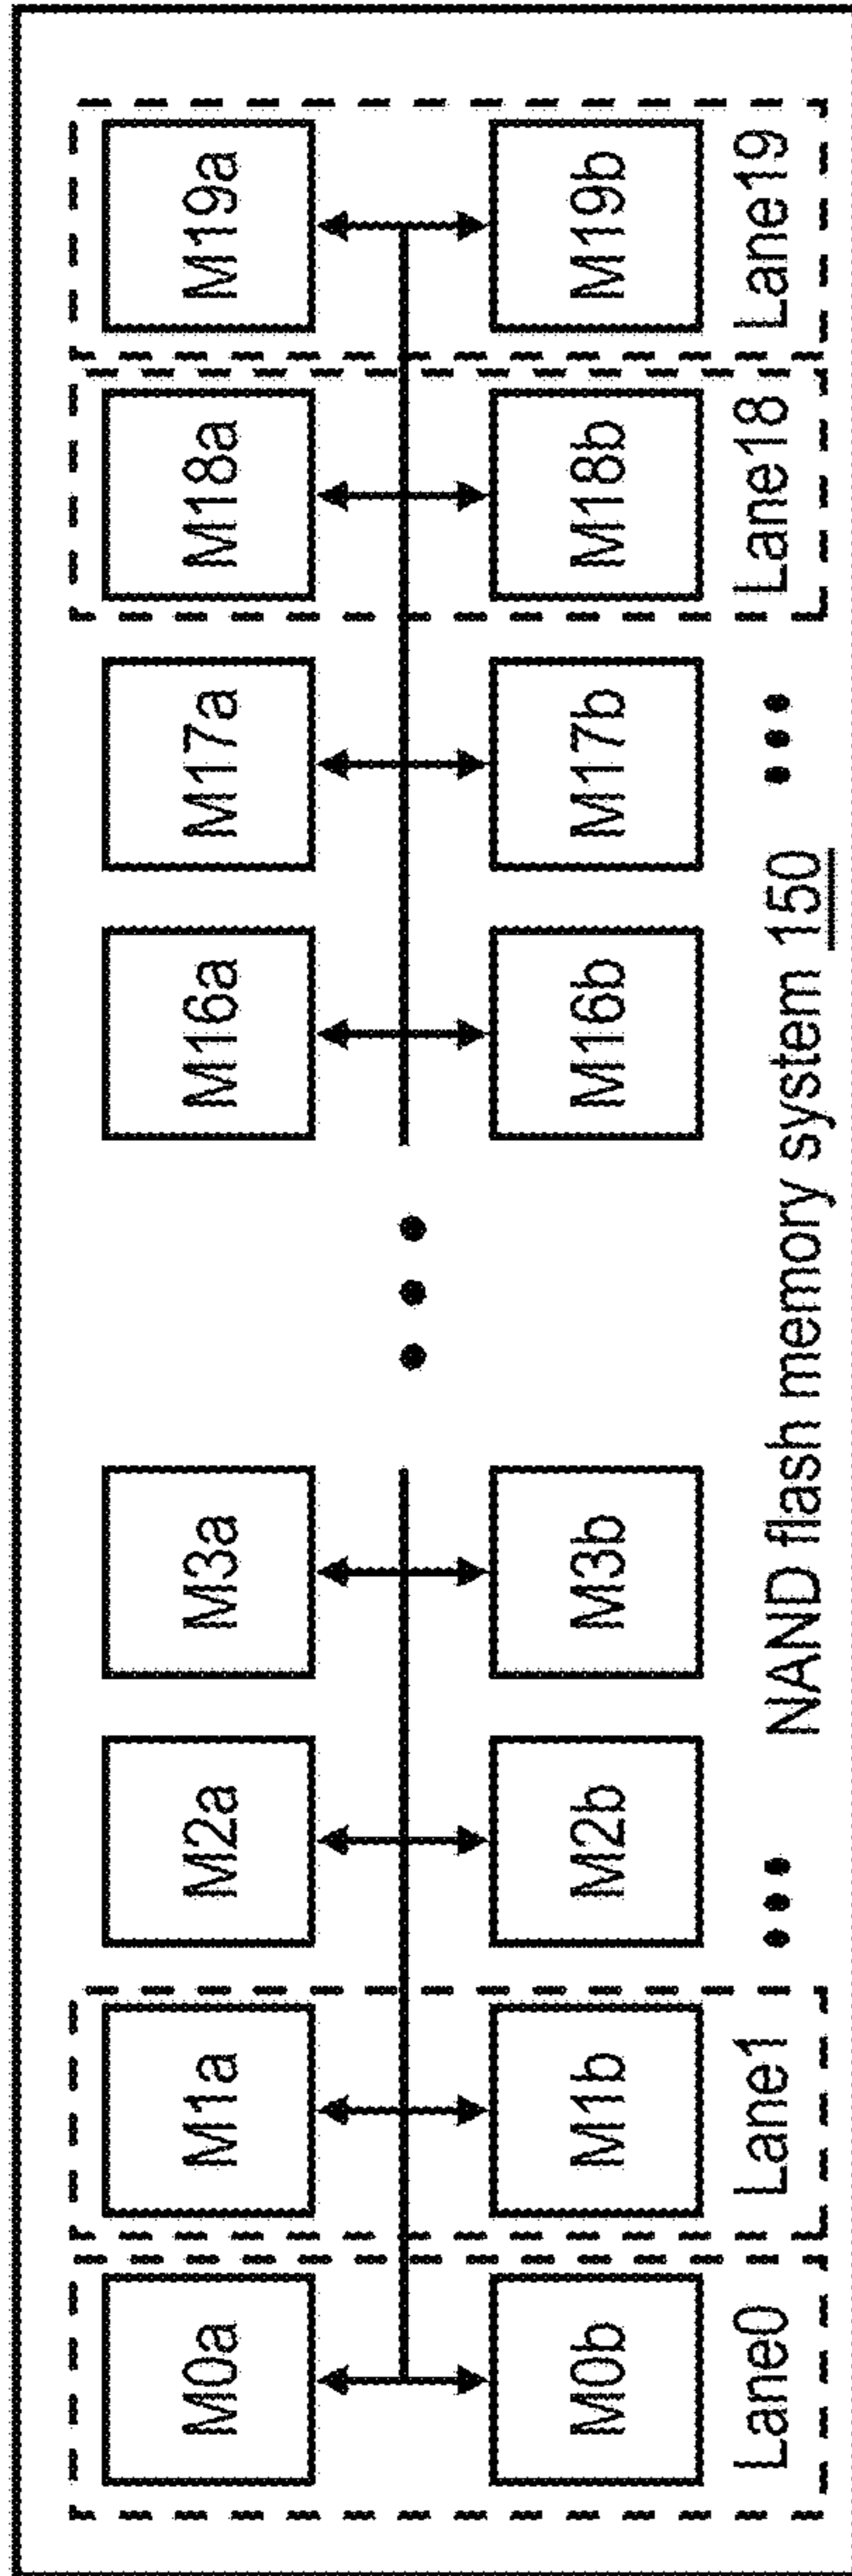 M0a M1a M2a M3a M16a M17a M18a M19a
M0b M1b M2b M3b M16b M17b M18b M19b
Lane0 Lane1 Lane18 Lane19
NAND flash memory system 150